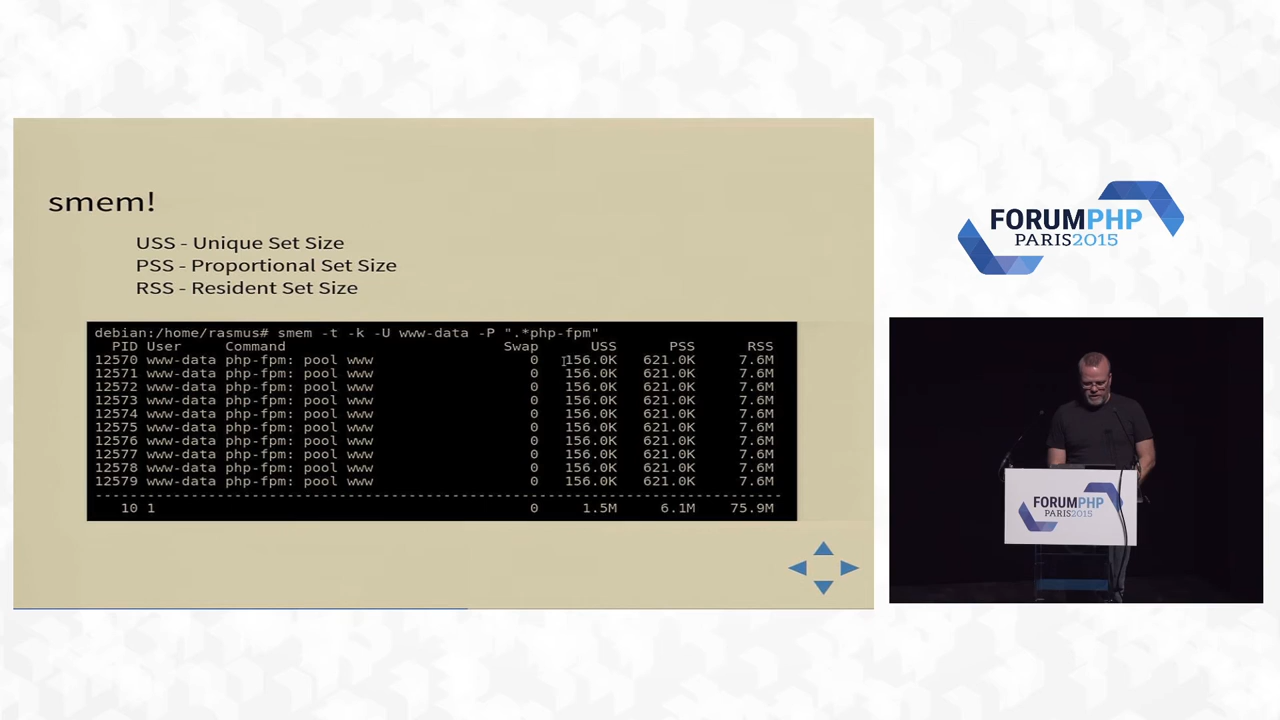 smem!
USS - Unique Set Size
PSS - Proportional Set Size
RSS - Resident Set Size
debian:/home/rasmus# smem -t -k -U www-data -P ".*php-fpm"
PID User Command Swap USS PSS RSS
12570 www-data php-fpm: pool www 0 156.0K 621.0K 7.6M
12571 www-data php-fpm: pool www 0 156.0K 621.0K 7.6M
12572 www-data php-fpm: pool www 0 156.0K 621.0K 7.6M
12573 www-data php-fpm: pool www 0 156.0K 621.0K 7.6M
12574 www-data php-fpm: pool www 0 156.0K 621.0K 7.6M
12575 www-data php-fpm: pool www 0 156.0K 621.0K 7.6M
12576 www-data php-fpm: pool www 0 156.0K 621.0K 7.6M
12577 www-data php-fpm: pool www 0 156.0K 621.0K 7.6M
12578 www-data php-fpm: pool www 0 156.0K 621.0K 7.6M
12579 www-data php-fpm: pool www 0 156.0K 621.0K 7.6M
-------------------------------------------------------------------------------
10 1 0 1.5M 6.1M 75.9M
FORUMPHP
PARIS2015
FORUMPHP
PARIS2015